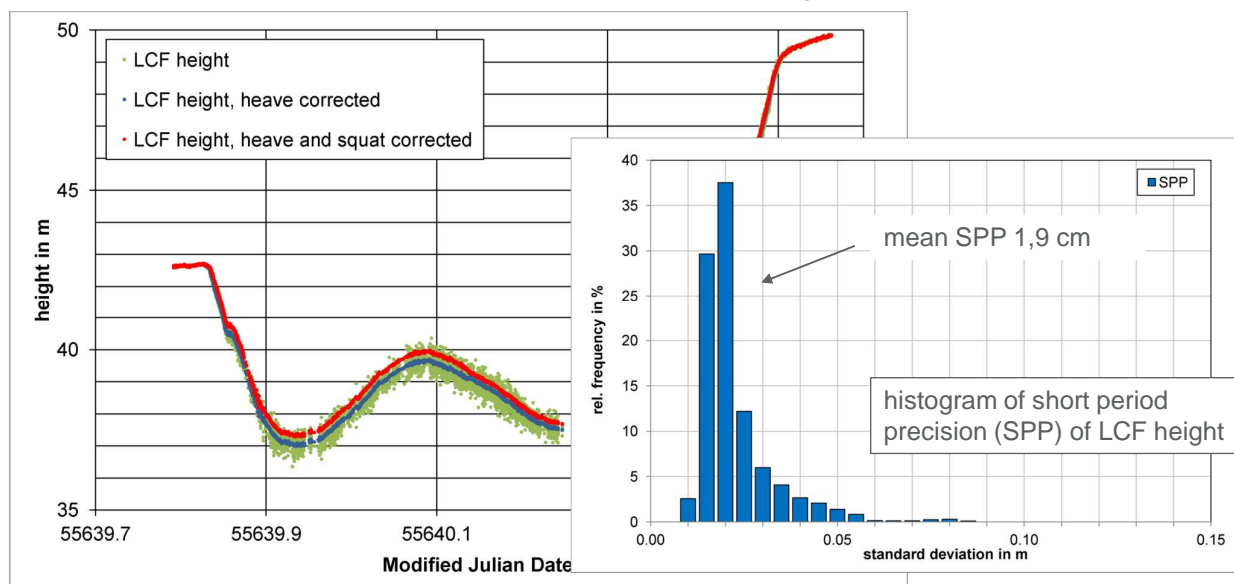 50
45
40
35
height in m
LCF height
LCF height, heave corrected
LCF height, heave and squat corrected
55639.7
55639.9
55640.1
Modified Julian Date
40
35
30
25
20
15
10
5
0
rel. frequency in %
SPP
mean SPP 1,9 cm
histogram of short period
precision (SPP) of LCF height
0.00
0.05
0.10
0.15
standard deviation in m